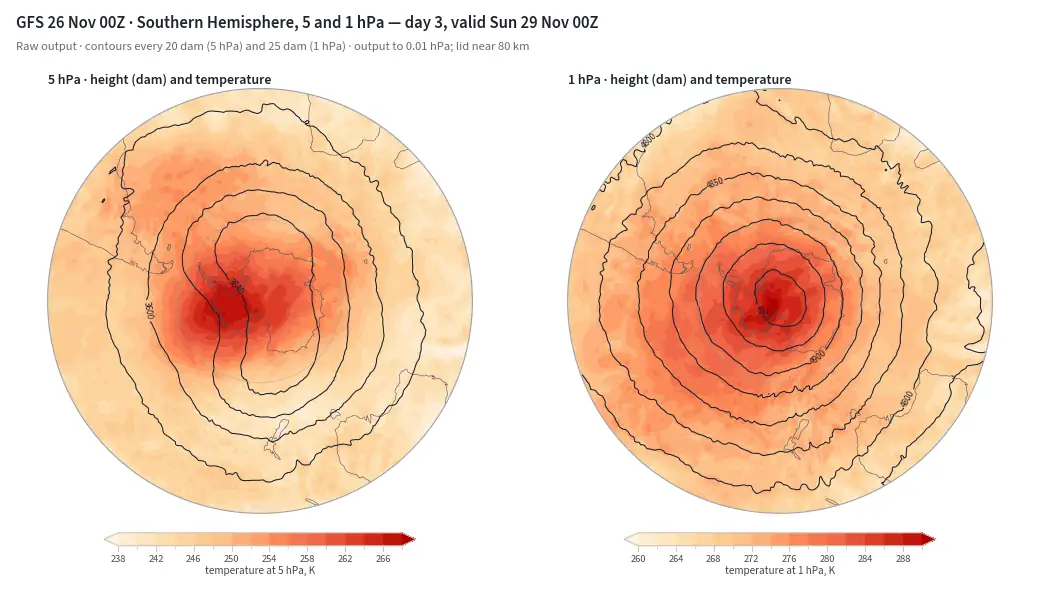 GFS 26 Nov 00Z · Southern Hemisphere, 5 and 1 hPa — day 3, valid Sun 29 Nov 00Z
Raw output · contours every 20 dam (5 hPa) and 25 dam (1 hPa) · output to 0.01 hPa; lid near 80 km
5 hPa · height (dam) and temperature
1 hPa · height (dam) and temperature
4800
4850
3600
4900
4800
238 242 246 250 254 258 262 266
temperature at 5 hPa, K
260 264 268 272 276 280 284 288
temperature at 1 hPa, K